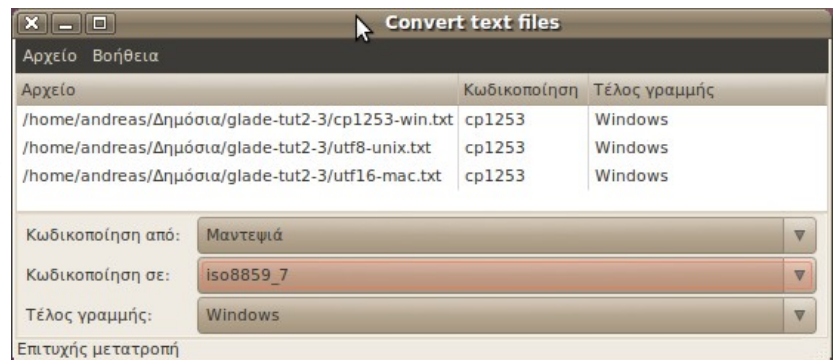 Convert text files
Αρχείο Βοήθεια
Αρχείο Κωδικοποίηση Τέλος γραμμής
/home/andreas/Δημόσια/glade-tut2-3/cp1253-win.txt cp1253 Windows
/home/andreas/Δημόσια/glade-tut2-3/utf8-unix.txt cp1253 Windows
/home/andreas/Δημόσια/glade-tut2-3/utf16-mac.txt cp1253 Windows
Κωδικοποίηση από: Μαντεψιά
Κωδικοποίηση σε: iso8859_7
Τέλος γραμμής: Windows
Επιτυχής μετατροπή